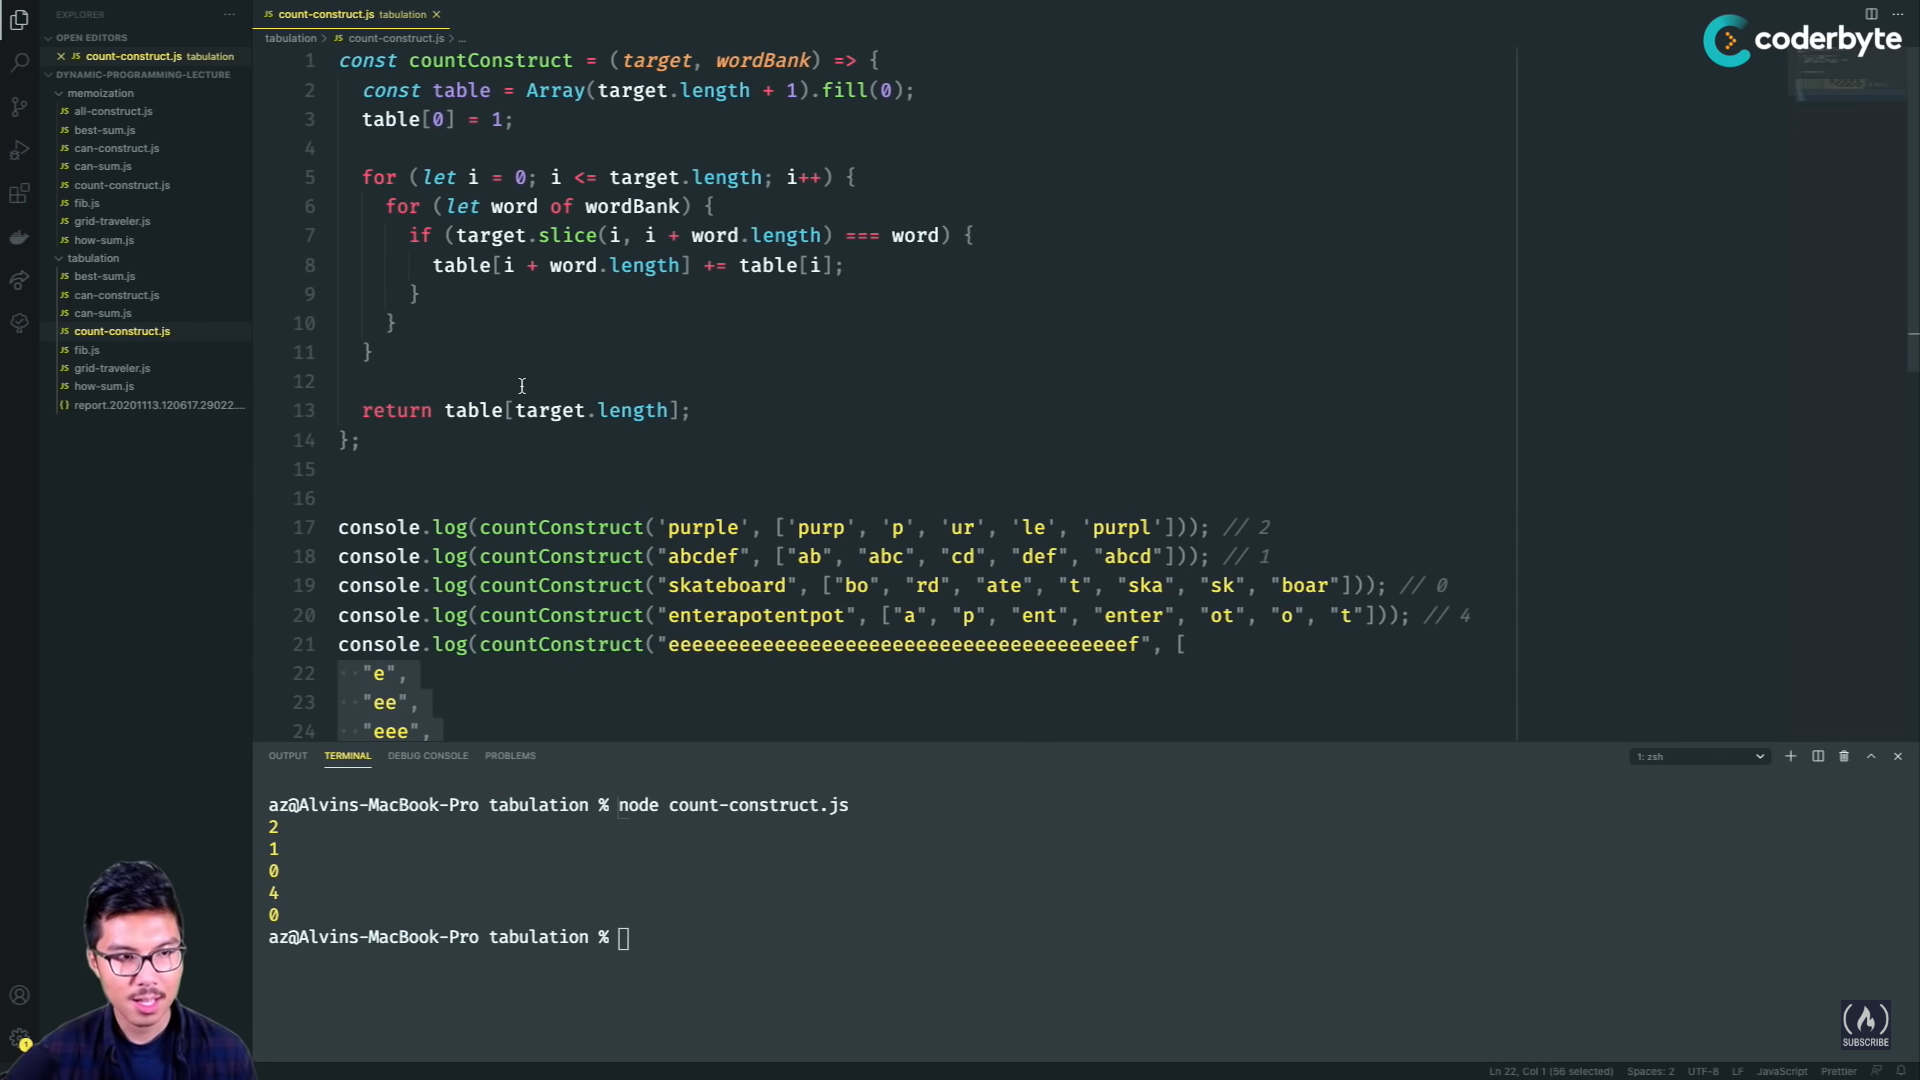 EXPLORER
OPEN EDITORS
JS count-construct.js tabulation
DYNAMIC-PROGRAMMING-LECTURE
memoization
JS all-construct.js
JS best-sum.js
JS can-construct.js
JS can-sum.js
JS count-construct.js
JS fib.js
JS grid-traveler.js
JS how-sum.js
tabulation
JS best-sum.js
JS can-construct.js
JS can-sum.js
JS count-construct.js
JS fib.js
JS grid-traveler.js
JS how-sum.js
{} report.20201113.120617.29022....
JS count-construct.js tabulation
tabulation > JS count-construct.js > ...
coderbyte
1 const countConstruct = (target, wordBank) => {
2 const table = Array(target.length + 1).fill(0);
3 table[0] = 1;
4
5 for (let i = 0; i <= target.length; i++) {
6 for (let word of wordBank) {
7 if (target.slice(i, i + word.length) === word) {
8 table[i + word.length] += table[i];
9 }
10 }
11 }
12
13 return table[target.length];
14 };
15
16
17 console.log(countConstruct('purple', ['purp', 'p', 'ur', 'le', 'purpl'])); // 2
18 console.log(countConstruct("abcdef", ["ab", "abc", "cd", "def", "abcd"])); // 1
19 console.log(countConstruct("skateboard", ["bo", "rd", "ate", "t", "ska", "sk", "boar"])); // 0
20 console.log(countConstruct("enterapotentpot", ["a", "p", "ent", "enter", "ot", "o", "t"])); // 4
21 console.log(countConstruct("eeeeeeeeeeeeeeeeeeeeeeeeeeeeeeeeeeeeeeef", [
22 "e",
23 "ee",
24 "eee",
OUTPUT TERMINAL DEBUG CONSOLE PROBLEMS
1: zsh
az@Alvins-MacBook-Pro tabulation % node count-construct.js
2
1
0
4
0
az@Alvins-MacBook-Pro tabulation %
SUBSCRIBE
1
Ln 22, Col 1 (56 selected) Spaces: 2 UTF-8 LF JavaScript Prettier